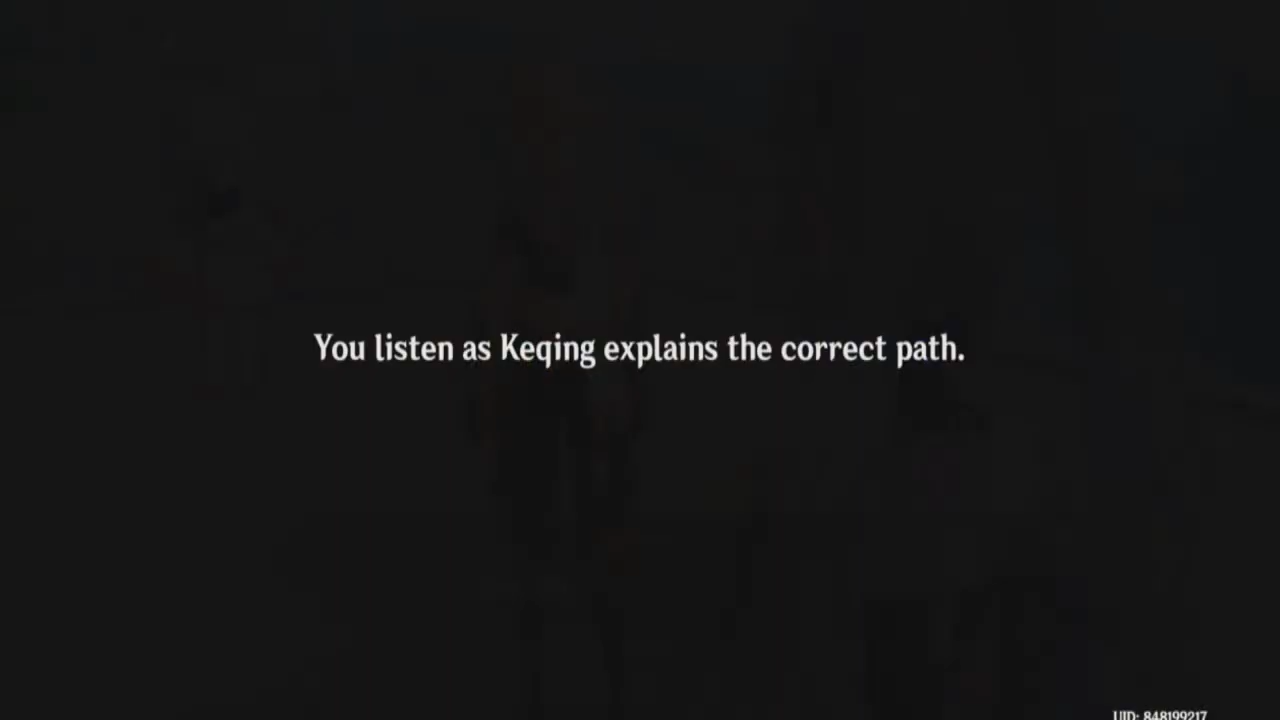 You listen as Keqing explains the correct path.
UID: 848199217